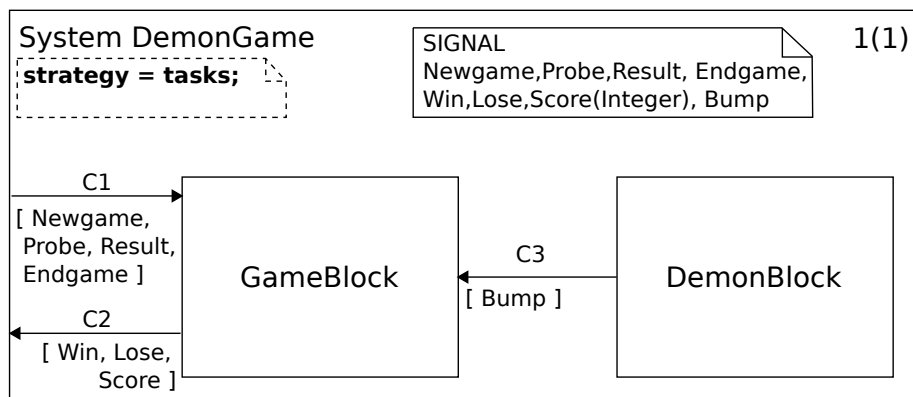 System DemonGame
1(1)
strategy = tasks;
SIGNAL
Newgame,Probe,Result, Endgame,
Win,Lose,Score(Integer), Bump
C1
[ Newgame,
Probe, Result,
Endgame ]
GameBlock
C3
[ Bump ]
DemonBlock
C2
[ Win, Lose,
Score ]